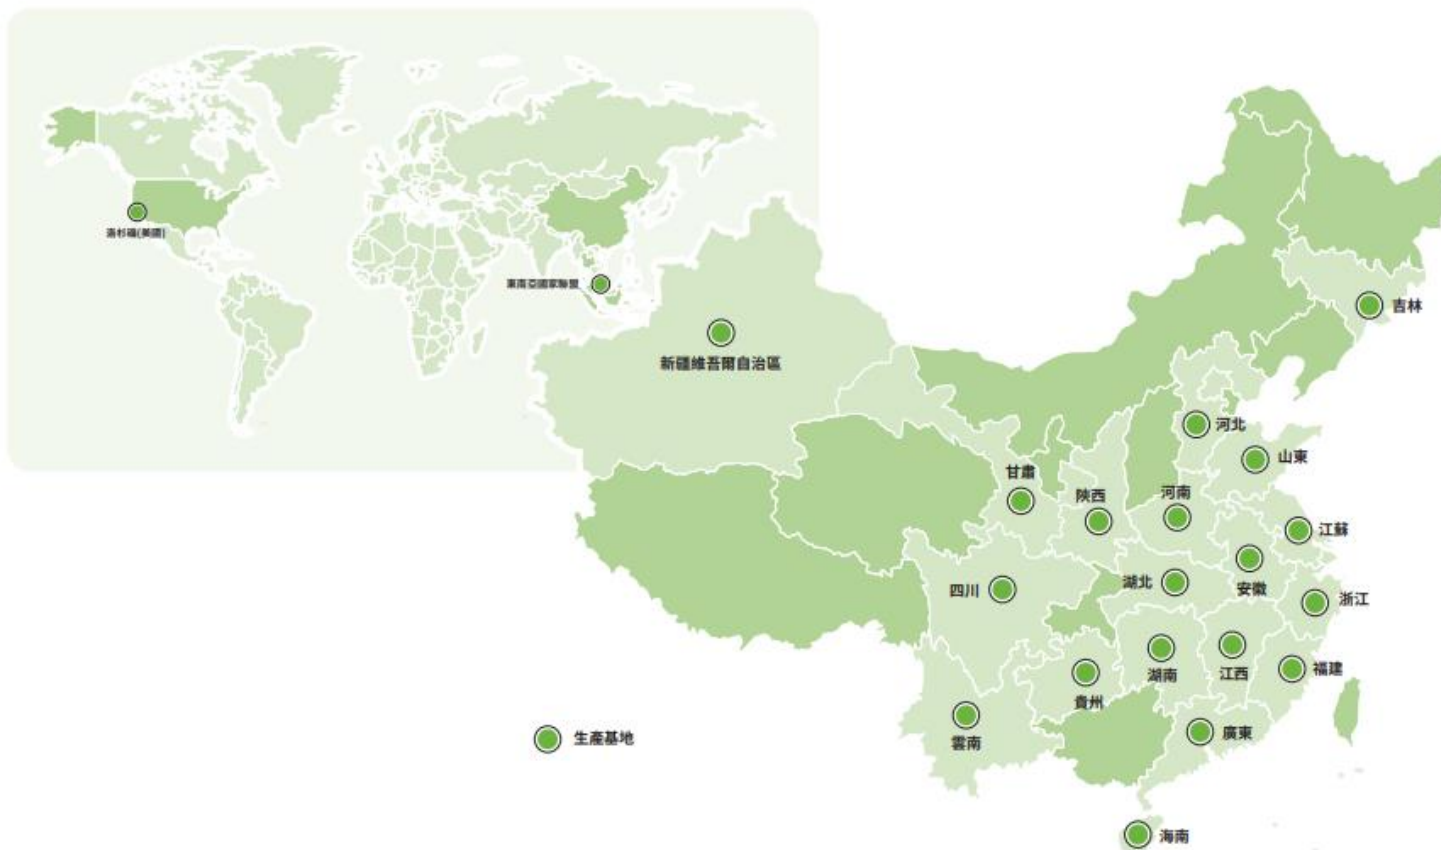 洛杉磯(美國)
東南亞國家聯盟
新疆維吾爾自治區
吉林
河北
山東
甘肅
陝西
河南
江蘇
四川
湖北
安徽
浙江
貴州
湖南
江西
福建
雲南
廣東
海南
生產基地